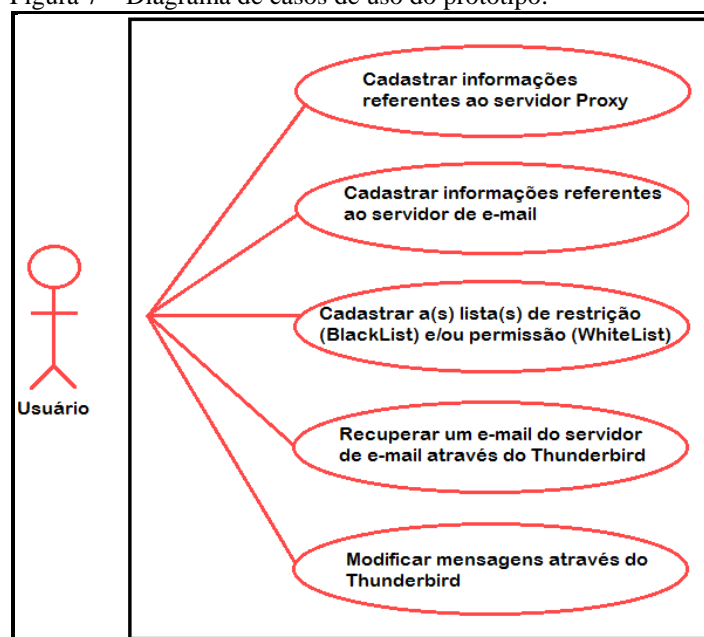 Figura 7 – Diagrama de casos de uso do protótipo.
Cadastrar informações
referentes ao servidor Proxy
Cadastrar informações referentes
ao servidor de e-mail
Cadastrar a(s) lista(s) de restrição
(BlackList) e/ou permissão (WhiteList)
Usuário
Recuperar um e-mail do servidor
de e-mail através do Thunderbird
Modificar mensagens através do
Thunderbird